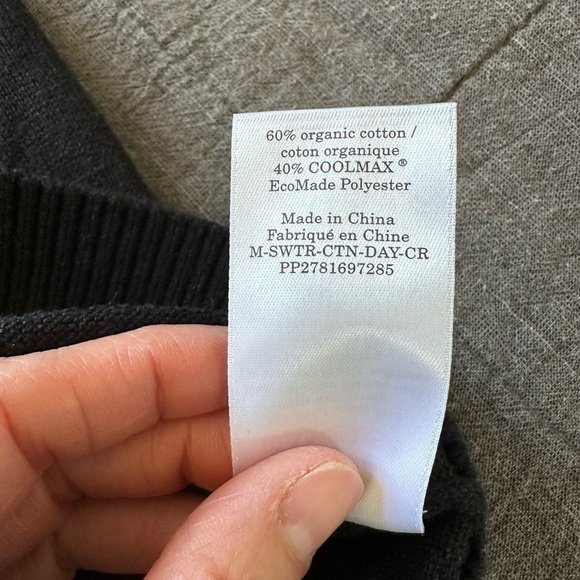 60% organic cotton /
coton organique
40% COOLMAX ®
EcoMade Polyester
Made in China
Fabriqué en Chine
M-SWTR-CTN-DAY-CR
PP2781697285